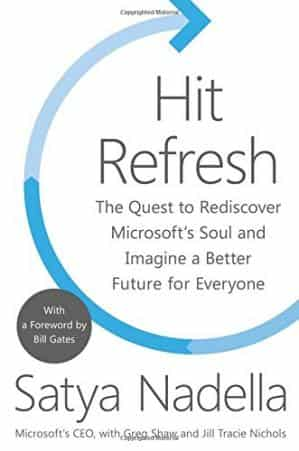 Hit
Refresh
The Quest to Rediscover
Microsoft's Soul and
Imagine a Better
Future for Everyone
With
a Foreword by
Bill Gates
Satya Nadella
Microsoft's CEO, with Greg Shaw and Jill Tracie Nichols